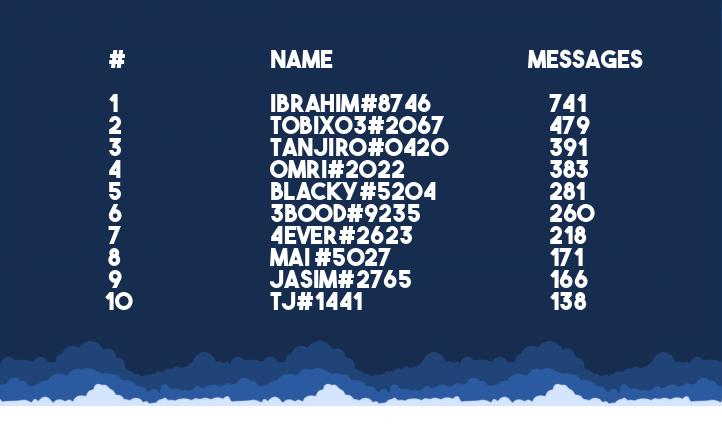 # NAME MESSAGES
1 IBRAHIM#8746 741
2 TOBIXO3#2067 479
3 TANJIRO#0420 391
4 OMRI#2022 383
5 BLACKY #5204 281
6 3BOOD#9235 260
7 4EVER#2623 218
8 MAI #5027 171
9 JASIM#2765 166
10 TJ#1441 138